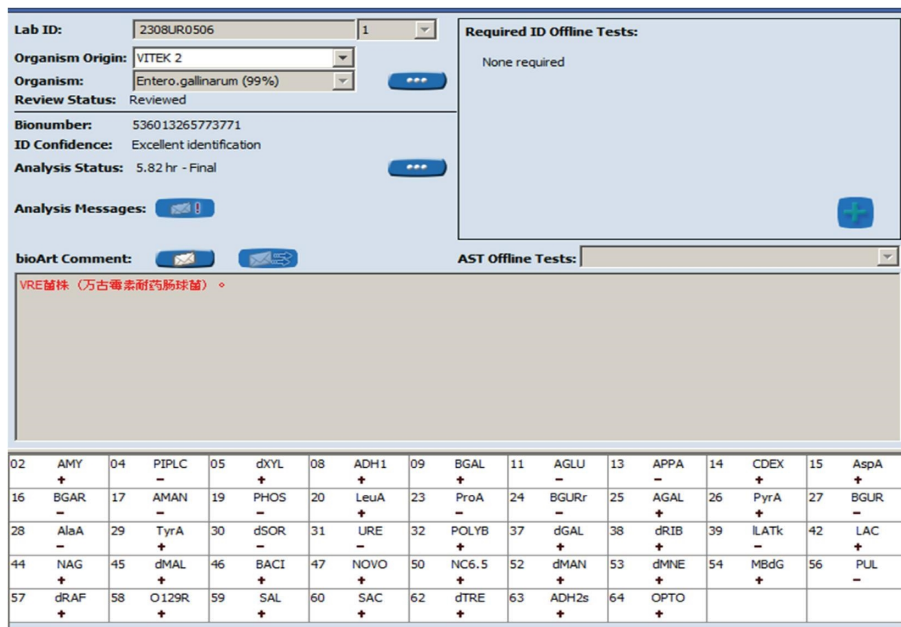 Lab ID: 2308UR0506 1
Required ID Offline Tests:
None required
Organism Origin: VITEK 2
Organism: Entero.gallinarum (99%)
Review Status: Reviewed
Bionumber: 536013265773771
ID Confidence: Excellent identification
Analysis Status: 5.82 hr - Final
Analysis Messages:
bioArt Comment:
AST Offline Tests:
VRE菌株（万古霉素耐药肠球菌）。
02 AMY 04 PIPLC 05 dXYL 08 ADH1 09 BGAL 11 AGLU 13 APPA 14 CDEX 15 AspA
+ − + + + − − + +
16 BGAR 17 AMAN 19 PHOS 20 LeuA 23 ProA 24 BGURr 25 AGAL 26 PyrA 27 BGUR
− − − + − − + + −
28 AlaA 29 TyrA 30 dSOR 31 URE 32 POLYB 37 dGAL 38 dRIB 39 lLATk 42 LAC
− + − − + + + − +
44 NAG 45 dMAL 46 BACI 47 NOVO 50 NC6.5 52 dMAN 53 dMNE 54 MBdG 56 PUL
+ + + + + + + + −
57 dRAF 58 O129R 59 SAL 60 SAC 62 dTRE 63 ADH2s 64 OPTO
+ + + + + + +